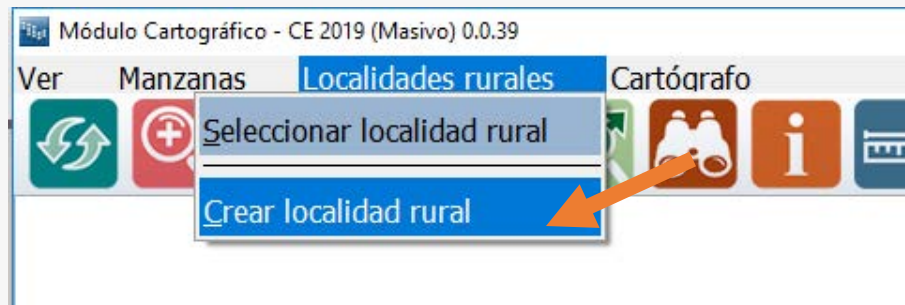 Módulo Cartográfico - CE 2019 (Masivo) 0.0.39
Ver Manzanas Localidades rurales Cartógrafo
Seleccionar localidad rural
i
Crear localidad rural